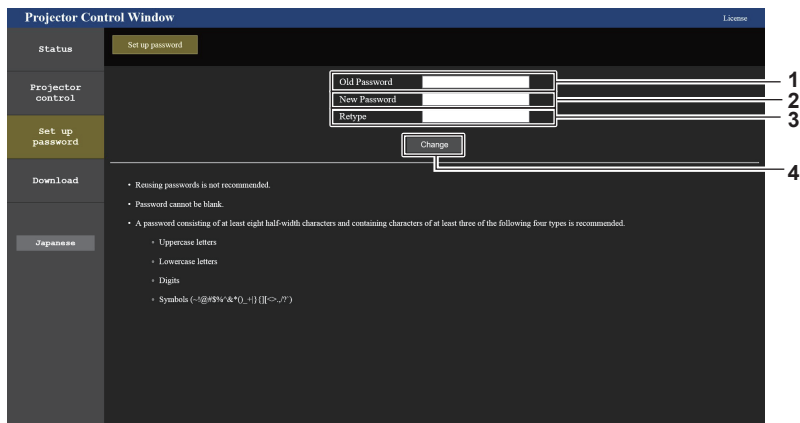 Projector Control Window
License
Status
Set up password
Projector
control
Set up
password
Download
Japanese
Old Password
1
New Password
2
Retype
3
Change
4
• Reusing passwords is not recommended.
• Password cannot be blank.
• A password consisting of at least eight half-width characters and containing characters of at least three of the following four types is recommended.
Uppercase letters
Lowercase letters
Digits
Symbols (~!@#$%^&*()_+|}{][<>.,/?`)